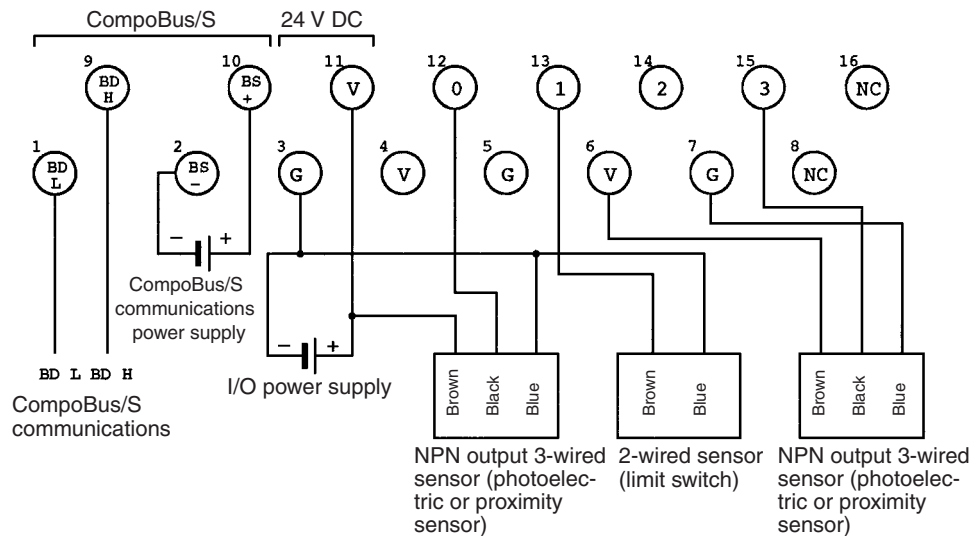 CompoBus/S
24 V DC
9
10
11
12
13
14
15
16
BD
H
BS
+
V
0
1
2
3
NC
1
2
3
4
5
6
7
8
BD
L
BS
–
G
V
G
V
G
NC
– +
CompoBus/S
communications
power supply
– +
I/O power supply
BD L BD H
CompoBus/S
communications
Brown
Black
Blue
Brown
Blue
Brown
Black
Blue
NPN output 3-wired
sensor (photoelec-
tric or proximity
sensor)
2-wired sensor
(limit switch)
NPN output 3-wired
sensor (photoelec-
tric or proximity
sensor)